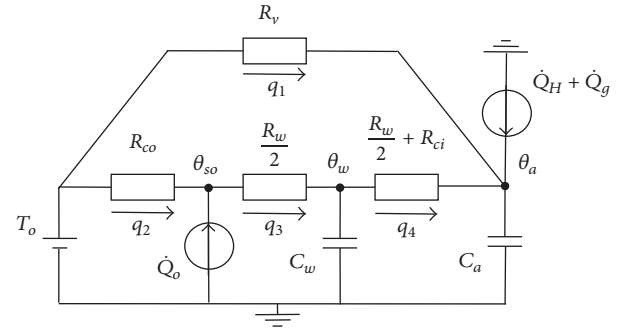 R_v
q_1
Q̇_H + Q̇_g
R_co
θ_so
R_w/2
θ_w
R_w/2 + R_ci
θ_a
T_o
q_2
q_3
q_4
Q̇_o
C_w
C_a